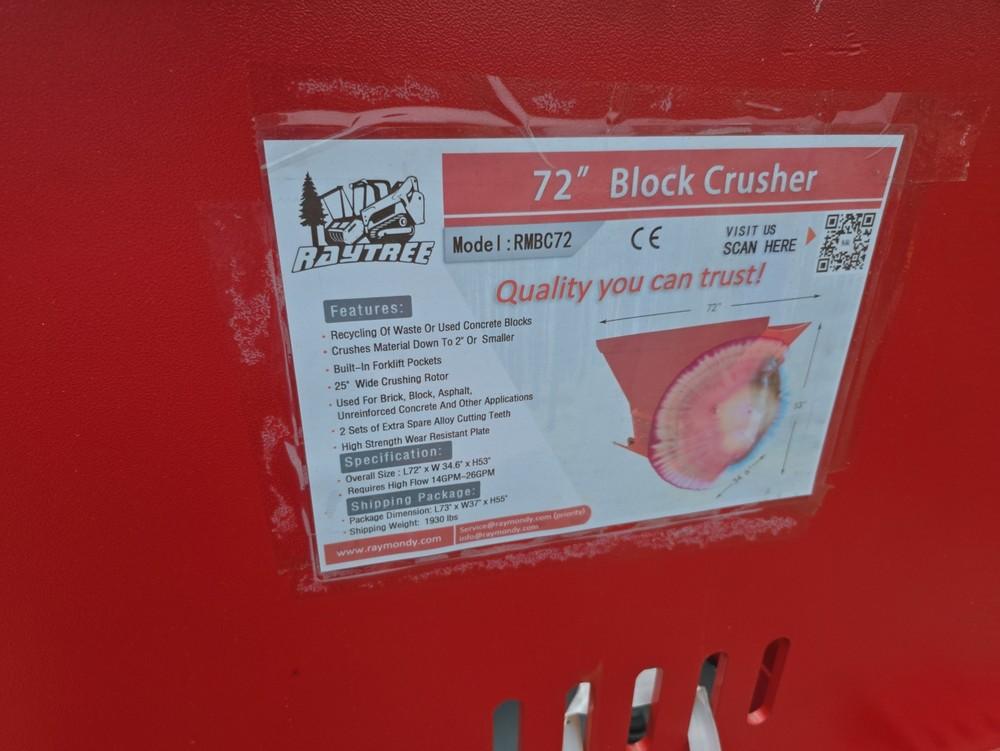 72" Block Crusher
RAYTREE
Model:RMBC72
CE
VISIT US
SCAN HERE
Quality you can trust!
Features:
• Recycling Of Waste Or Used Concrete Blocks
• Crushes Material Down To 2" Or Smaller
• Built-In Forklift Pockets
• 25" Wide Crushing Rotor
• Used For Brick, Block, Asphalt,
Unreinforced Concrete And Other Applications
• 2 Sets of Extra Spare Alloy Cutting Teeth
• High Strength Wear Resistant Plate
Specification:
• Overall Size : L72" x W 34.6" x H53"
• Requires High Flow 14GPM-26GPM
Shipping Package:
• Package Dimension: L73" x W37" x H55"
• Shipping Weight: 1930 lbs
www.raymondy.com
Service@raymondy.com (priority)
info@raymondy.com
72"
53"